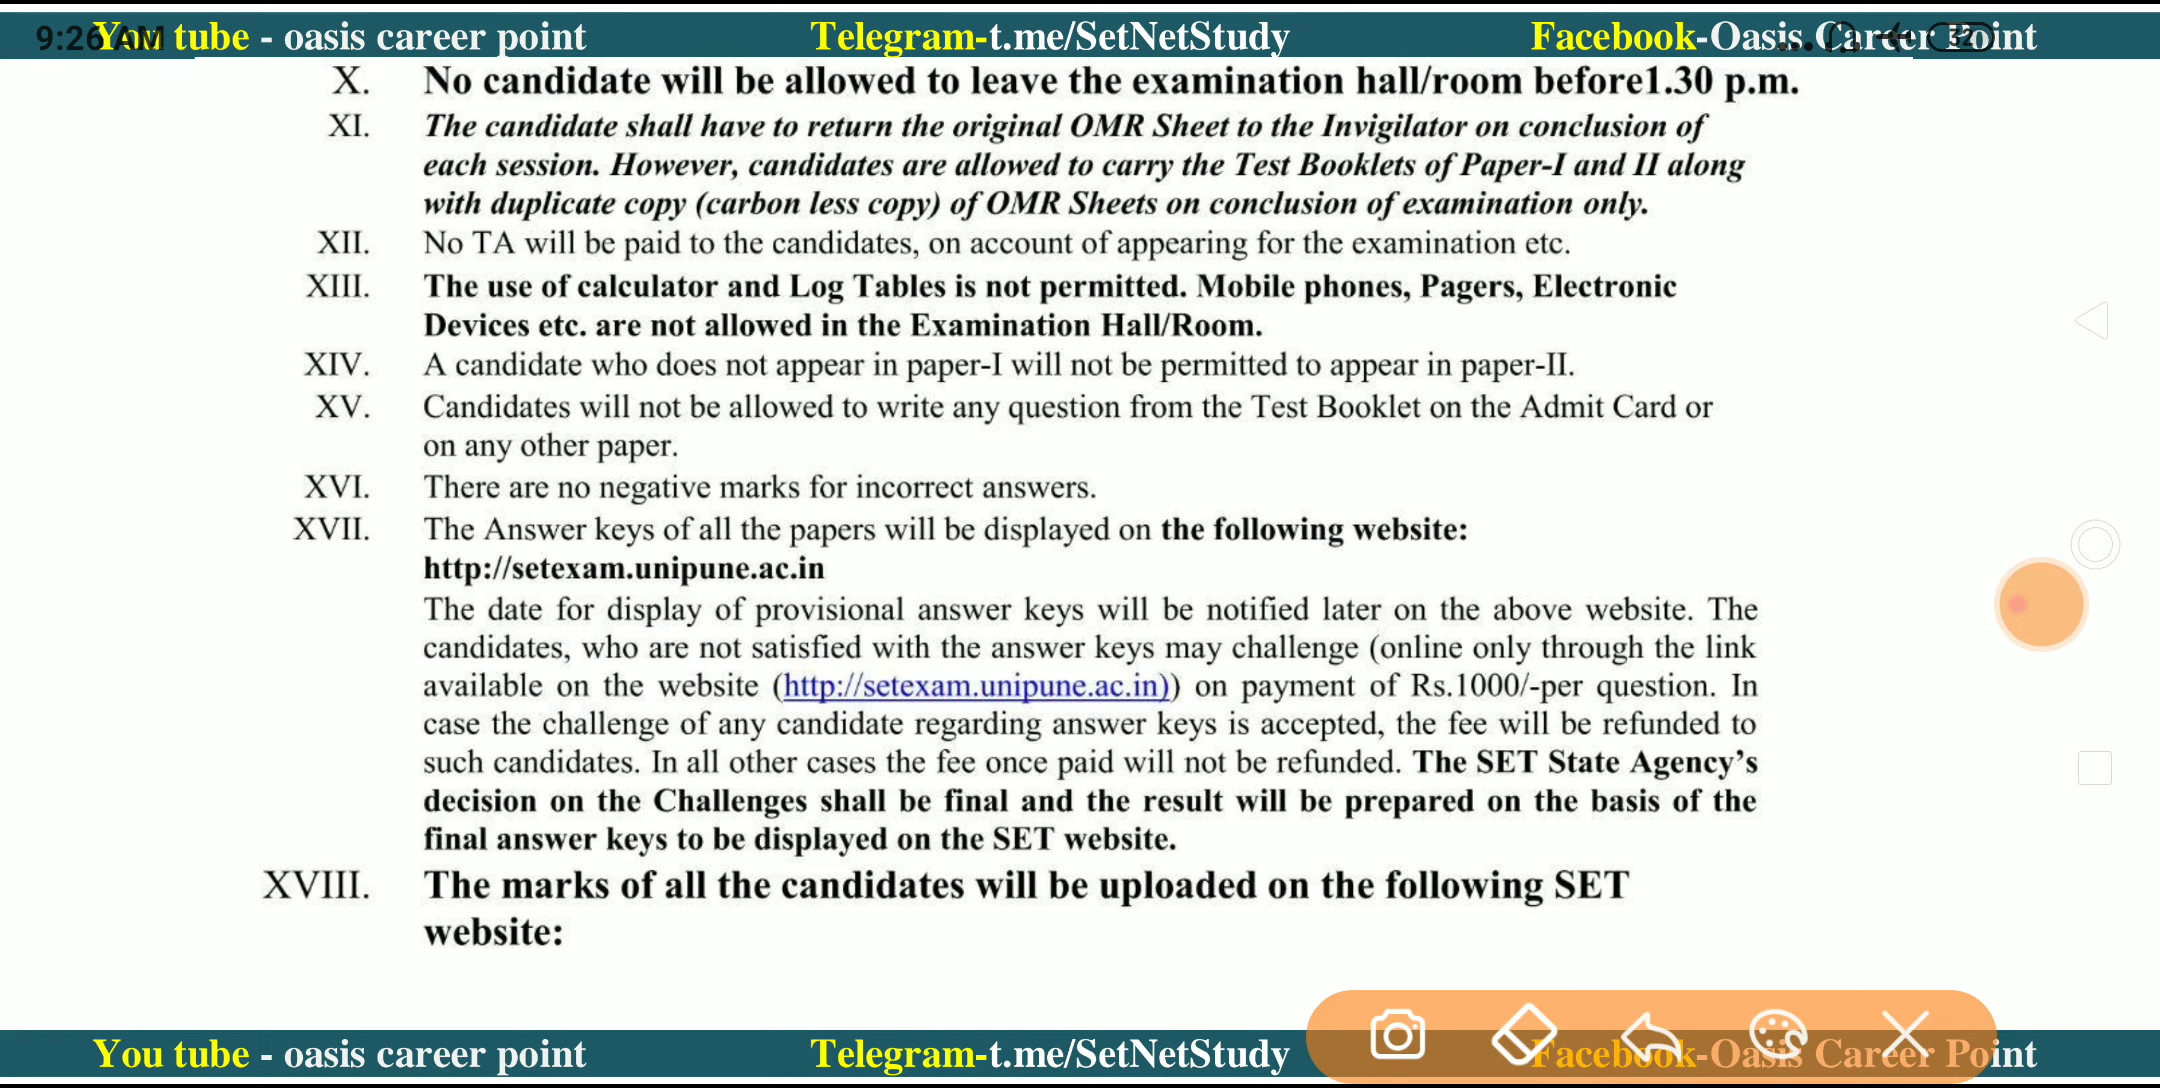 9:26 AM
You tube - oasis career point Telegram-t.me/SetNetStudy Facebook-Oasis Career Point
X. No candidate will be allowed to leave the examination hall/room before1.30 p.m.
XI. The candidate shall have to return the original OMR Sheet to the Invigilator on conclusion of
each session. However, candidates are allowed to carry the Test Booklets of Paper-I and II along
with duplicate copy (carbon less copy) of OMR Sheets on conclusion of examination only.
XII. No TA will be paid to the candidates, on account of appearing for the examination etc.
XIII. The use of calculator and Log Tables is not permitted. Mobile phones, Pagers, Electronic
Devices etc. are not allowed in the Examination Hall/Room.
XIV. A candidate who does not appear in paper-I will not be permitted to appear in paper-II.
XV. Candidates will not be allowed to write any question from the Test Booklet on the Admit Card or
on any other paper.
XVI. There are no negative marks for incorrect answers.
XVII. The Answer keys of all the papers will be displayed on the following website:
http://setexam.unipune.ac.in
The date for display of provisional answer keys will be notified later on the above website. The
candidates, who are not satisfied with the answer keys may challenge (online only through the link
available on the website (http://setexam.unipune.ac.in)) on payment of Rs.1000/-per question. In
case the challenge of any candidate regarding answer keys is accepted, the fee will be refunded to
such candidates. In all other cases the fee once paid will not be refunded. The SET State Agency’s
decision on the Challenges shall be final and the result will be prepared on the basis of the
final answer keys to be displayed on the SET website.
XVIII. The marks of all the candidates will be uploaded on the following SET
website:
You tube - oasis career point Telegram-t.me/SetNetStudy Facebook-Oasis Career Point